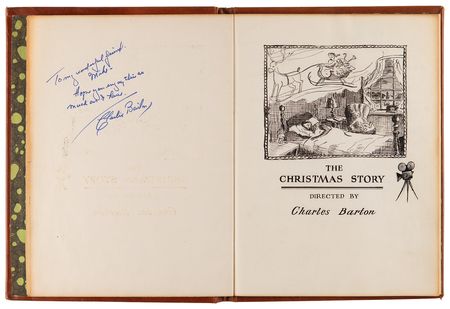 To my wonderful friend
Mike -
Hope you enjoy this as
much as I have
Charlie Barton
THE
CHRISTMAS STORY
DIRECTED BY
Charles Barton